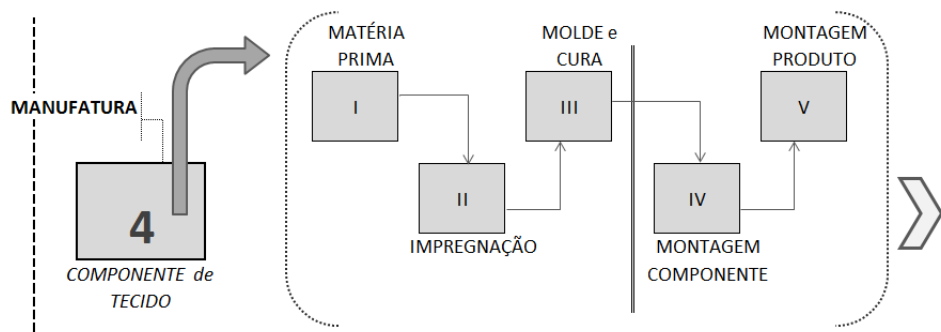 MANUFATURA
4
COMPONENTE de
TECIDO
MATÉRIA
PRIMA
I
II
IMPREGNAÇÃO
MOLDE e
CURA
III
IV
MONTAGEM
COMPONENTE
MONTAGEM
PRODUTO
V